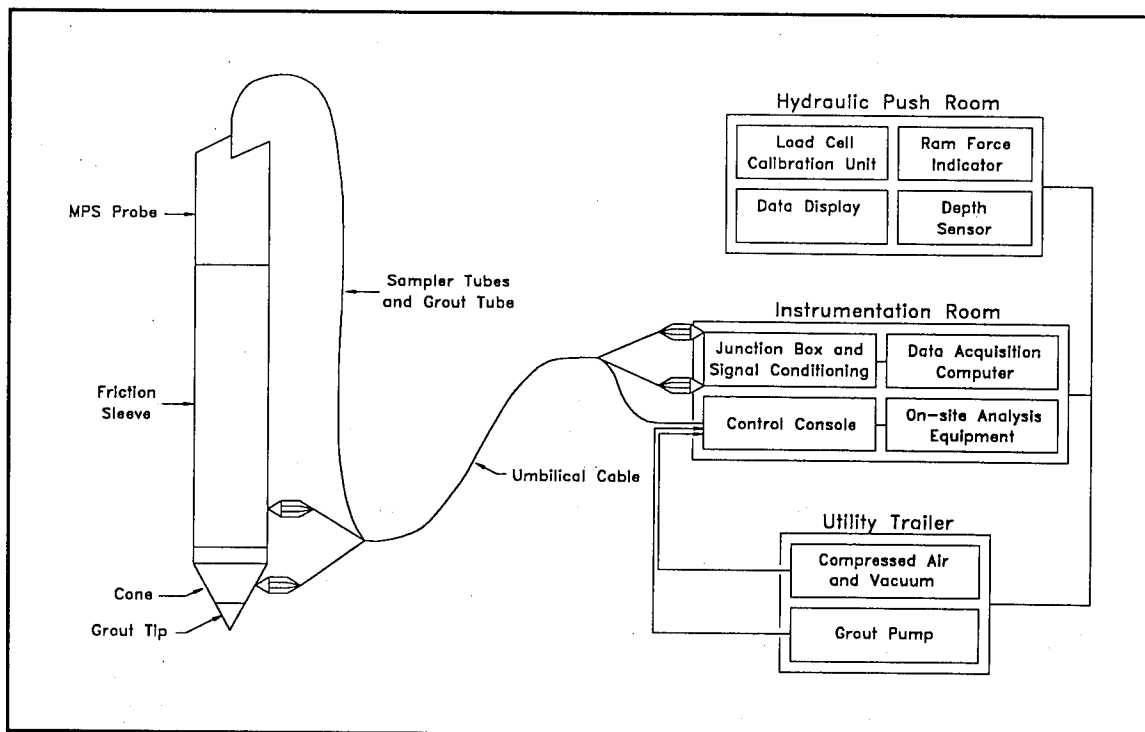 Hydraulic Push Room
Load Cell
Calibration Unit
Ram Force
Indicator
Data Display
Depth
Sensor
MPS Probe
Sampler Tubes
and Grout Tube
Instrumentation Room
Junction Box and
Signal Conditioning
Data Acquisition
Computer
Friction
Sleeve
Control Console
On-site Analysis
Equipment
Umbilical Cable
Utility Trailer
Compressed Air
and Vacuum
Cone
Grout Tip
Grout Pump